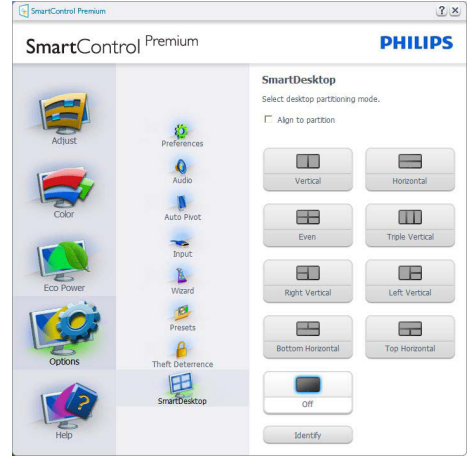 SmartControl Premium
SmartControl Premium
PHILIPS
Adjust
Color
Eco Power
Options
Help
Preferences
Audio
Auto Pivot
Input
Wizard
Presets
Theft Deterrence
SmartDesktop
SmartDesktop
Select desktop partitioning mode.
Align to partition
Vertical
Horizontal
Even
Triple Vertical
Right Vertical
Left Vertical
Bottom Horizontal
Top Horizontal
Off
Identify